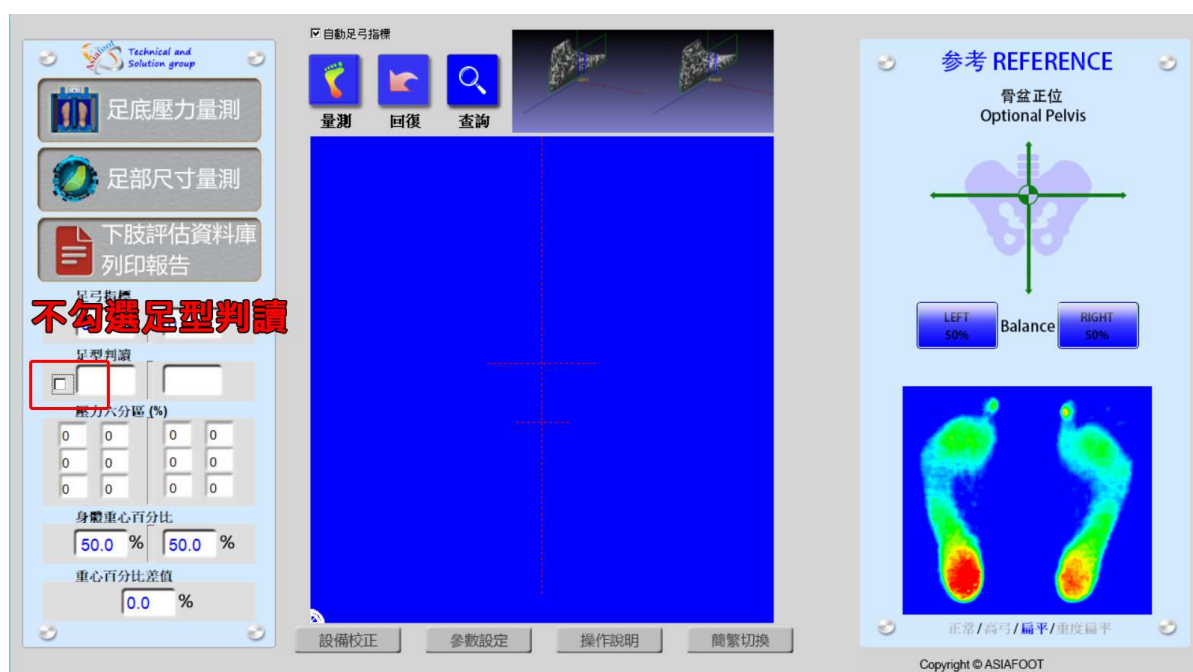 Technical and
Solution group
足底壓力量測
足部尺寸量測
下肢評估資料庫
列印報告
足弓指標
不勾選足型判讀
足型判讀
壓力六分區 (%)
0 0 0 0
0 0 0 0
0 0 0 0
身體重心百分比
50.0 % 50.0 %
重心百分比差值
0.0 %
自動足弓指標
量測 回復 查詢
設備校正 參數設定 操作說明 簡繁切換
参考 REFERENCE
骨盆正位
Optional Pelvis
LEFT
50%
Balance
RIGHT
50%
正常/高弓/扁平/重度扁平
Copyright © ASIAFOOT